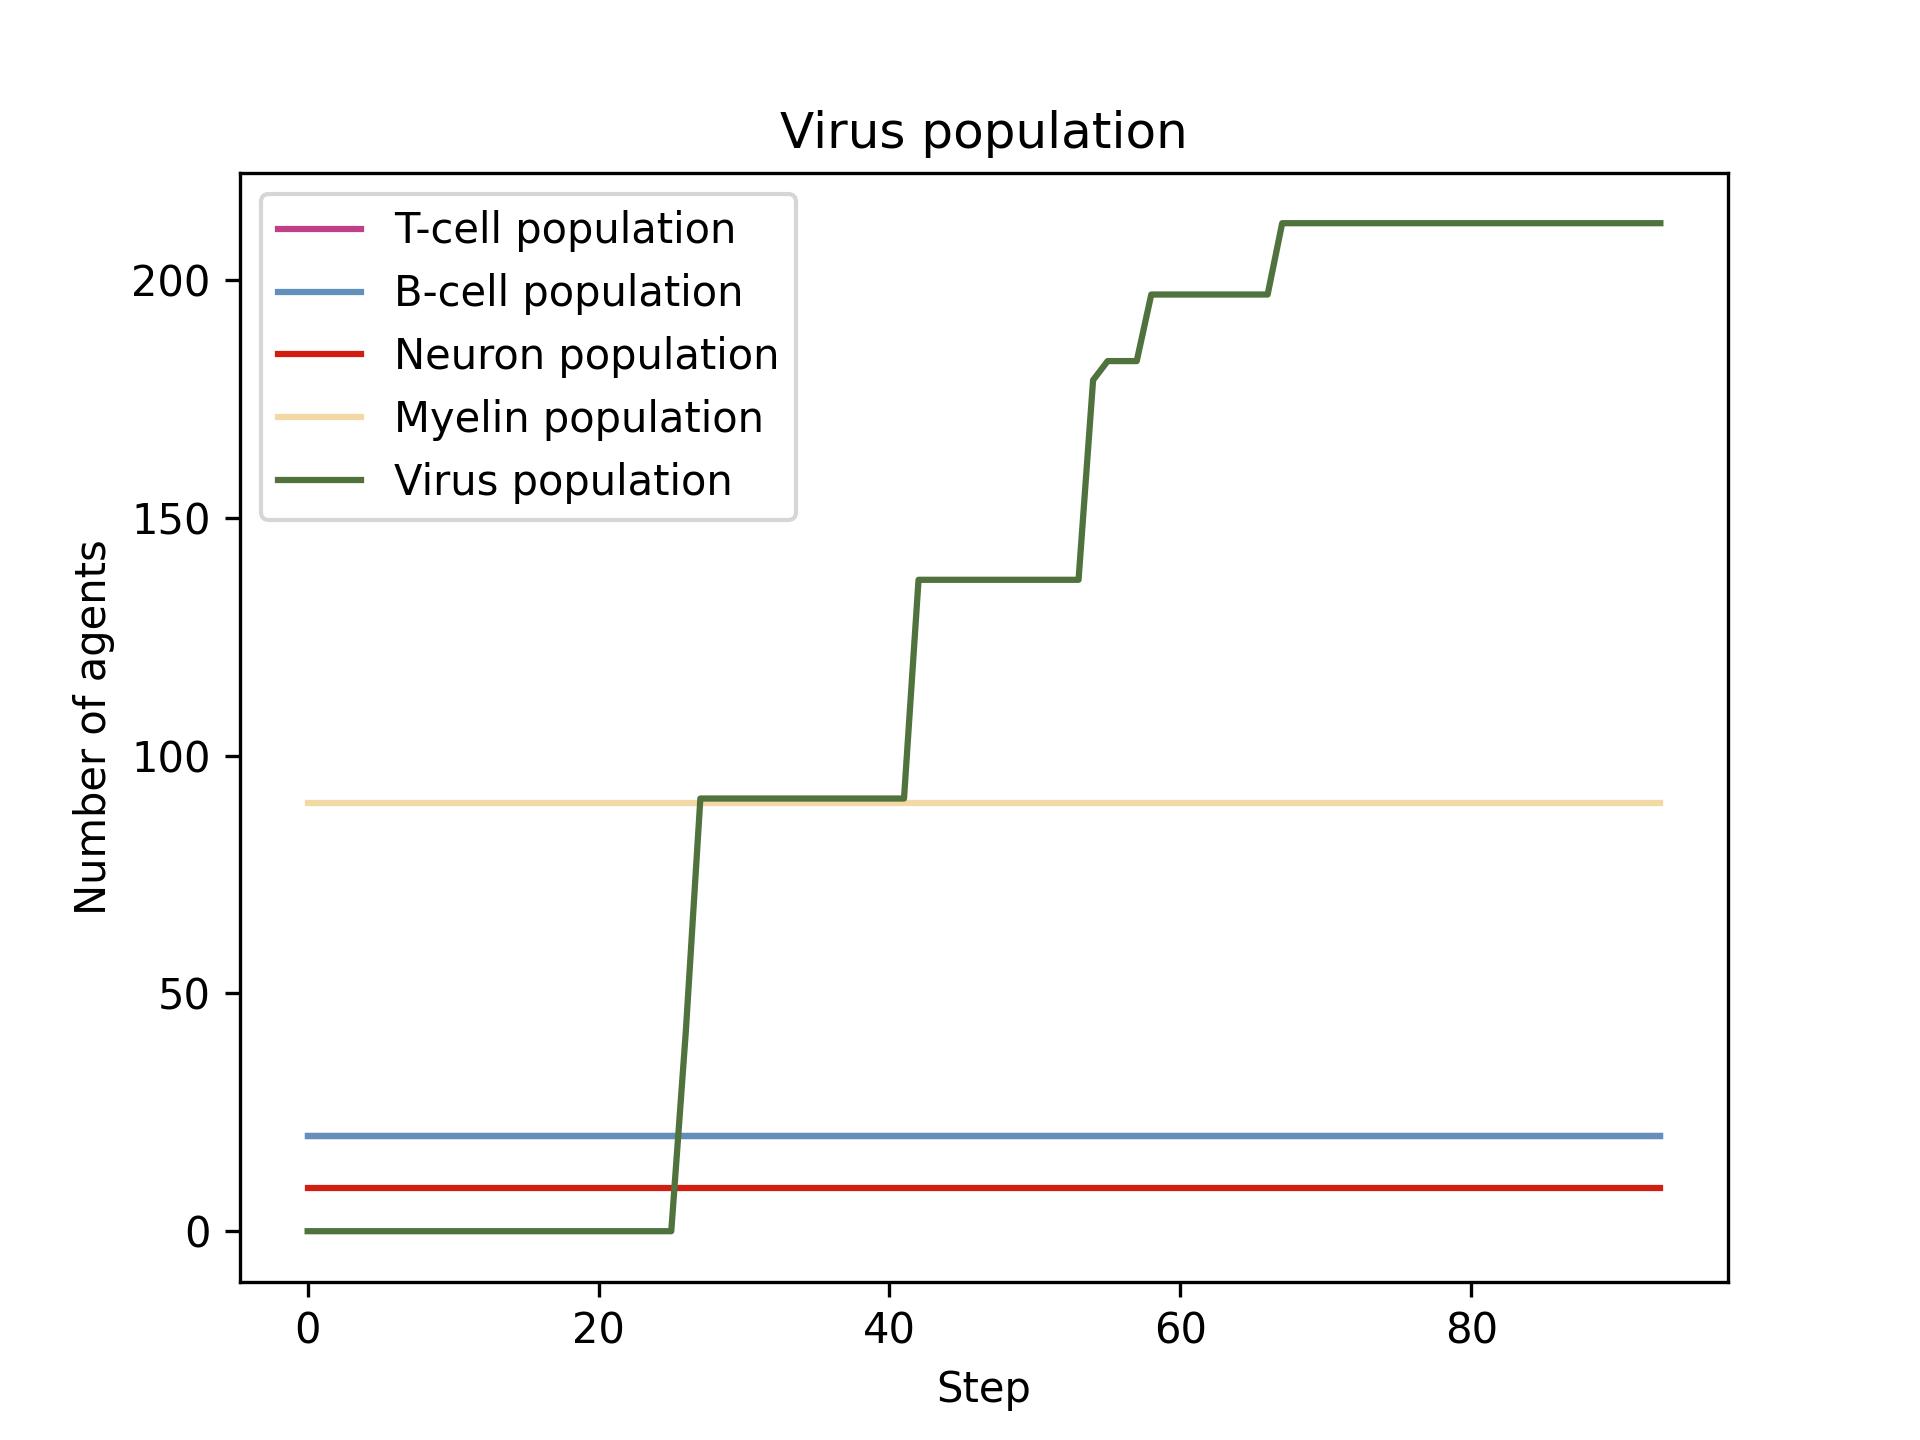 Virus population
T-cell population
B-cell population
Neuron population
Myelin population
Virus population
200
150
100
50
0
Number of agents
0 20 40 60 80
Step